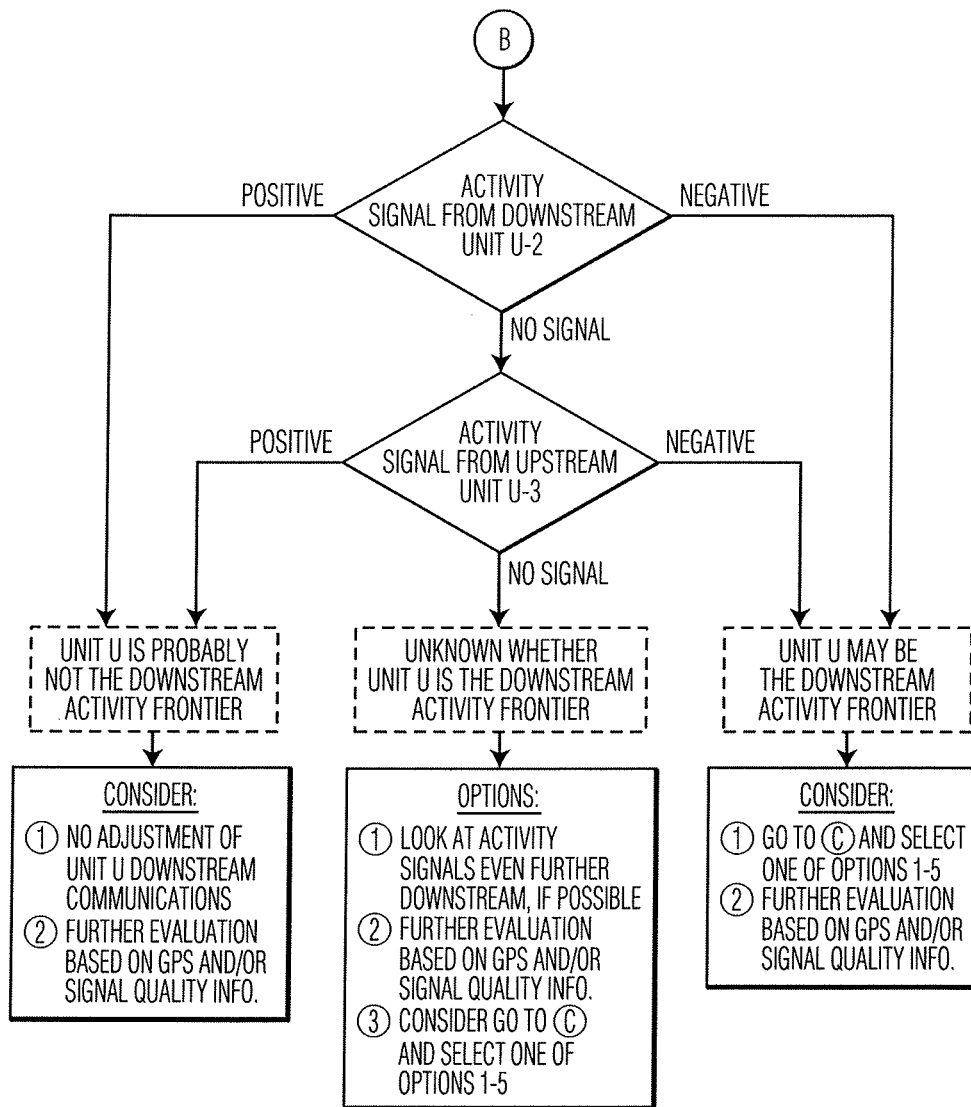 B
ACTIVITY
SIGNAL FROM DOWNSTREAM
UNIT U-2
POSITIVE
NEGATIVE
NO SIGNAL
ACTIVITY
SIGNAL FROM UPSTREAM
UNIT U-3
POSITIVE
NEGATIVE
NO SIGNAL
UNIT U IS PROBABLY
NOT THE DOWNSTREAM
ACTIVITY FRONTIER
UNKNOWN WHETHER
UNIT U IS THE DOWNSTREAM
ACTIVITY FRONTIER
UNIT U MAY BE
THE DOWNSTREAM
ACTIVITY FRONTIER
CONSIDER:
1 NO ADJUSTMENT OF
UNIT U DOWNSTREAM
COMMUNICATIONS
2 FURTHER EVALUATION
BASED ON GPS AND/OR
SIGNAL QUALITY INFO.
OPTIONS:
1 LOOK AT ACTIVITY
SIGNALS EVEN FURTHER
DOWNSTREAM, IF POSSIBLE
2 FURTHER EVALUATION
BASED ON GPS AND/OR
SIGNAL QUALITY INFO.
3 CONSIDER GO TO C
AND SELECT ONE OF
OPTIONS 1-5
CONSIDER:
1 GO TO C AND SELECT
ONE OF OPTIONS 1-5
2 FURTHER EVALUATION
BASED ON GPS AND/OR
SIGNAL QUALITY INFO.